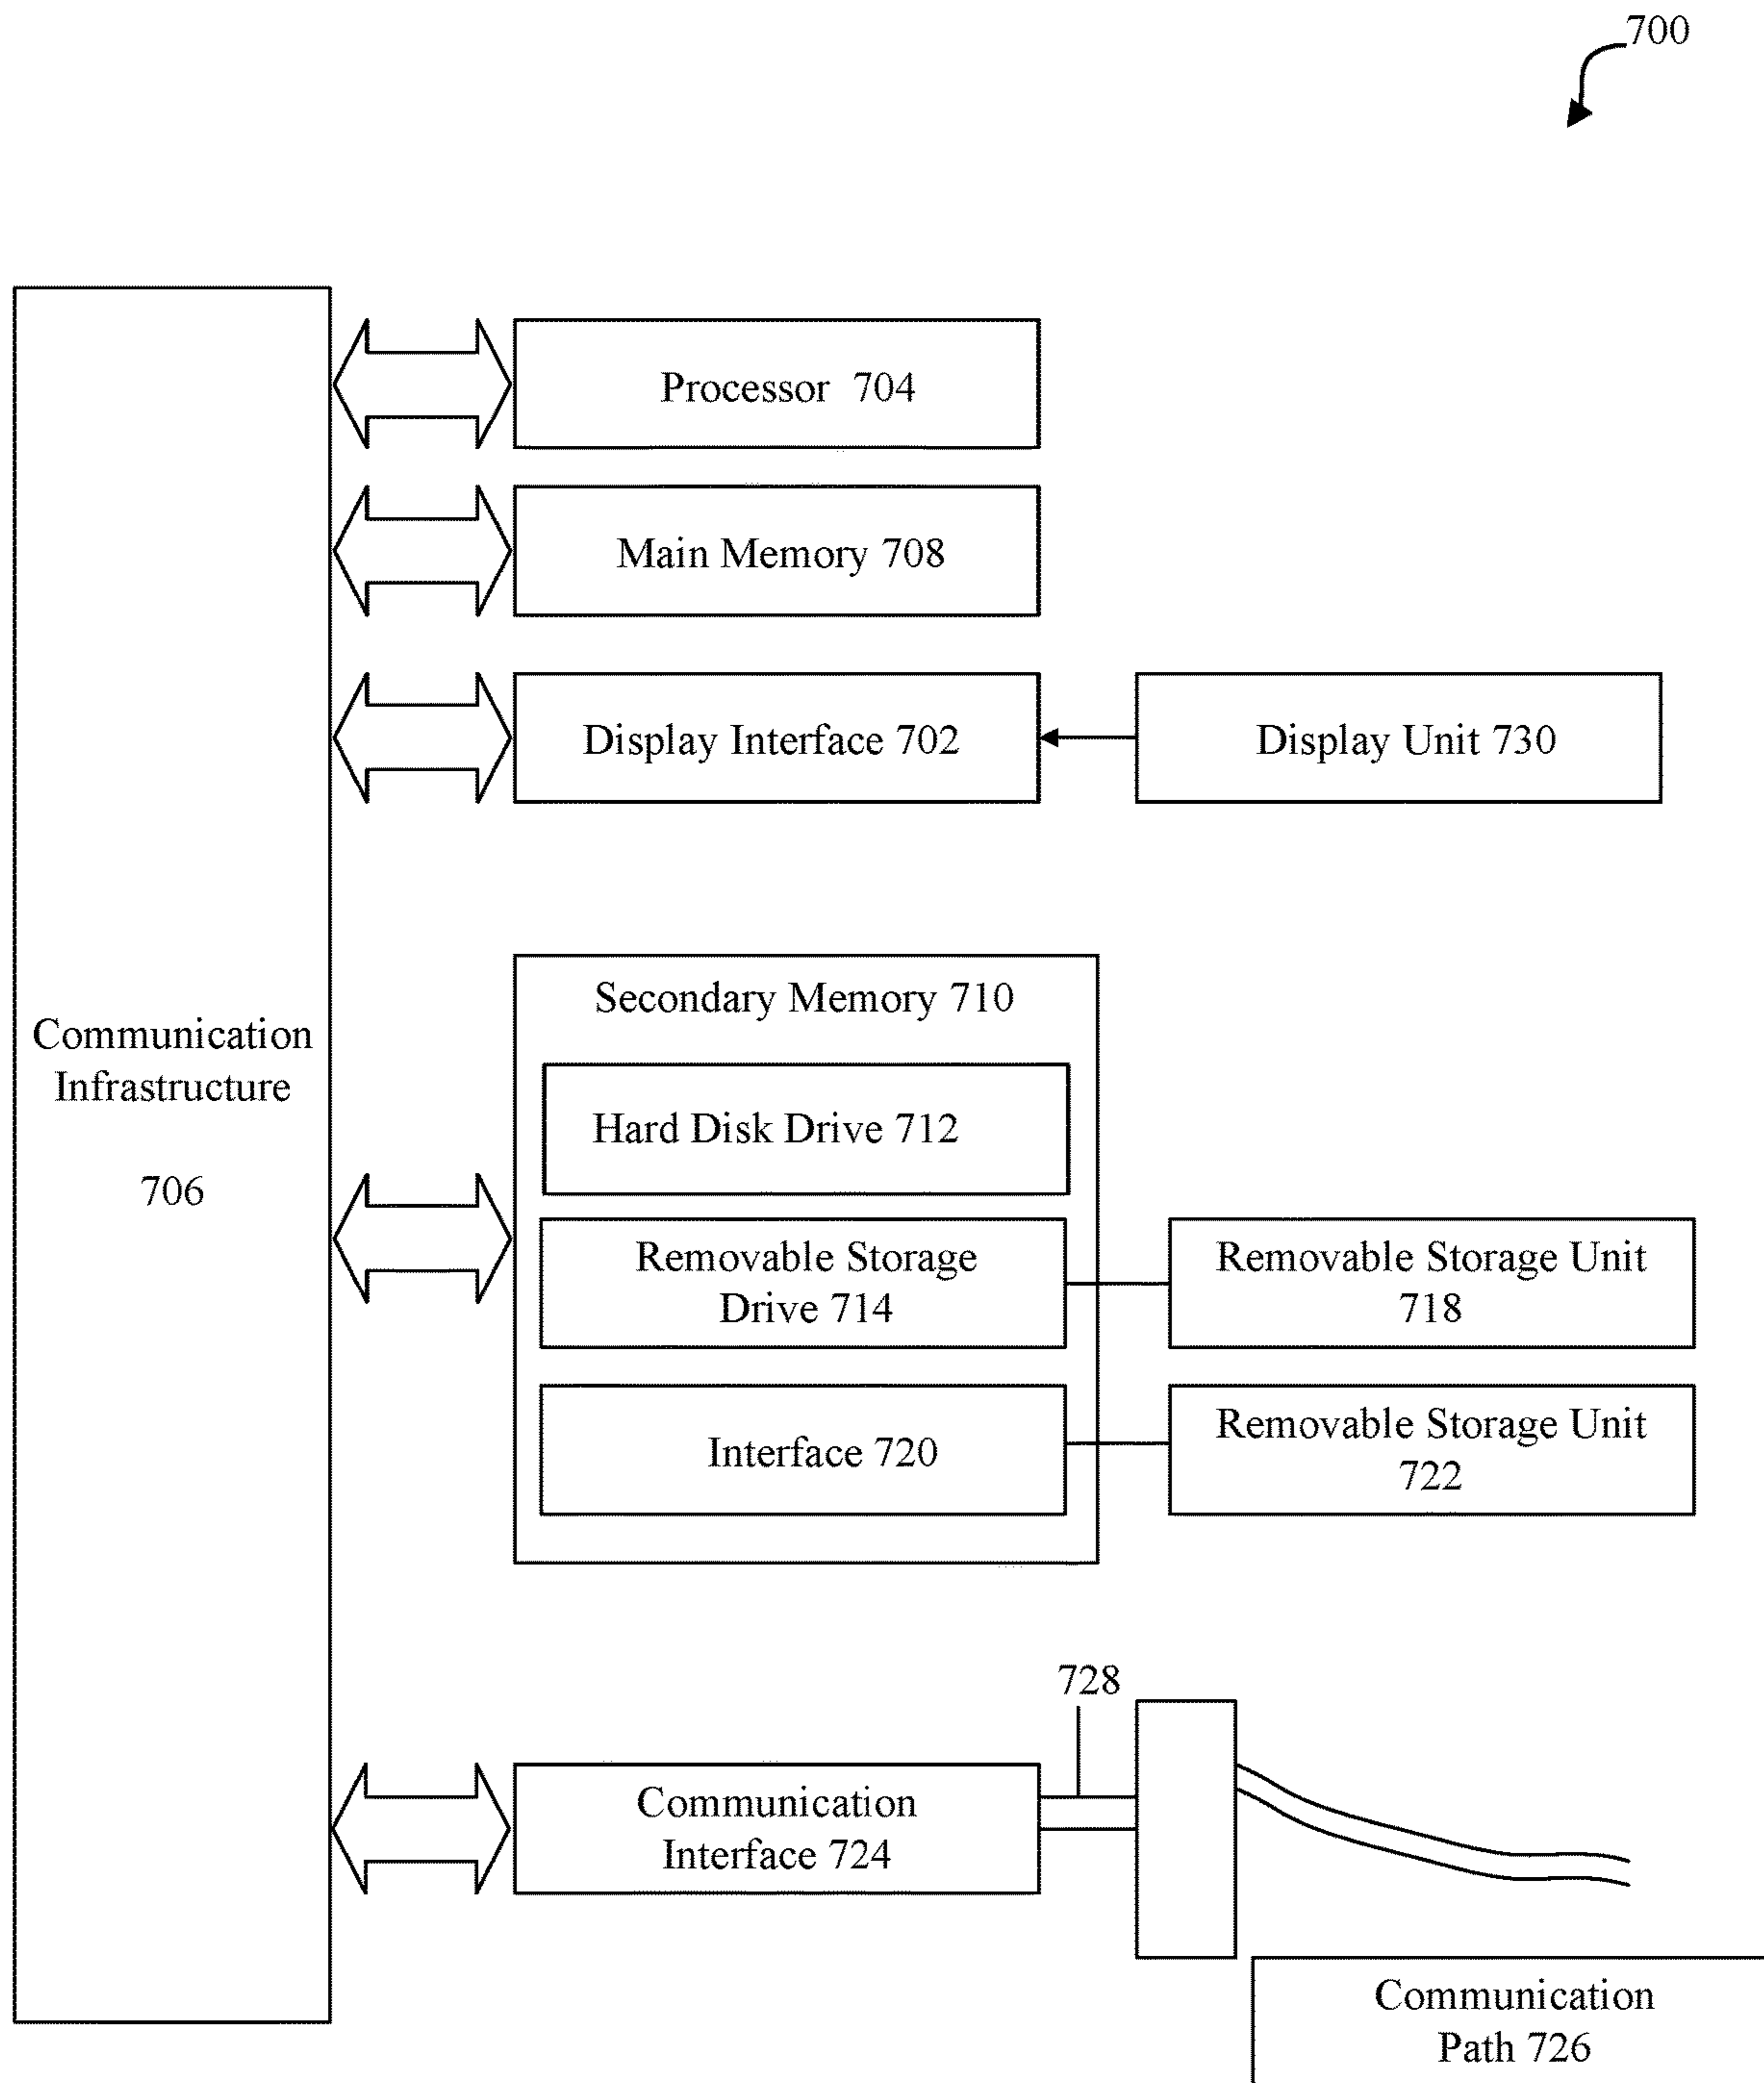 700
Processor 704
Main Memory 708
Display Interface 702
Display Unit 730
Communication
Infrastructure
706
Secondary Memory 710
Hard Disk Drive 712
Removable Storage
Drive 714
Removable Storage Unit
718
Interface 720
Removable Storage Unit
722
728
Communication
Interface 724
Communication
Path 726